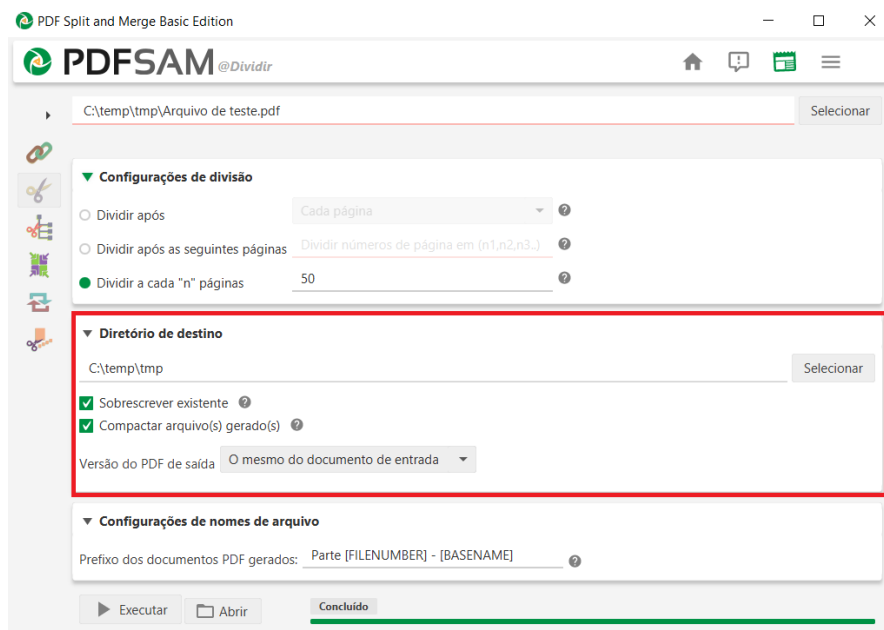 PDF Split and Merge Basic Edition
PDFSAM @Dividir
C:\temp\tmp\Arquivo de teste.pdf Selecionar
Configurações de divisão
Dividir após Cada página
Dividir após as seguintes páginas Dividir números de página em (n1,n2,n3..)
Dividir a cada "n" páginas 50
Diretório de destino
C:\temp\tmp Selecionar
Sobrescrever existente
Compactar arquivo(s) gerado(s)
Versão do PDF de saída O mesmo do documento de entrada
Configurações de nomes de arquivo
Prefixo dos documentos PDF gerados: Parte [FILENUMBER] - [BASENAME]
Executar Abrir Concluído